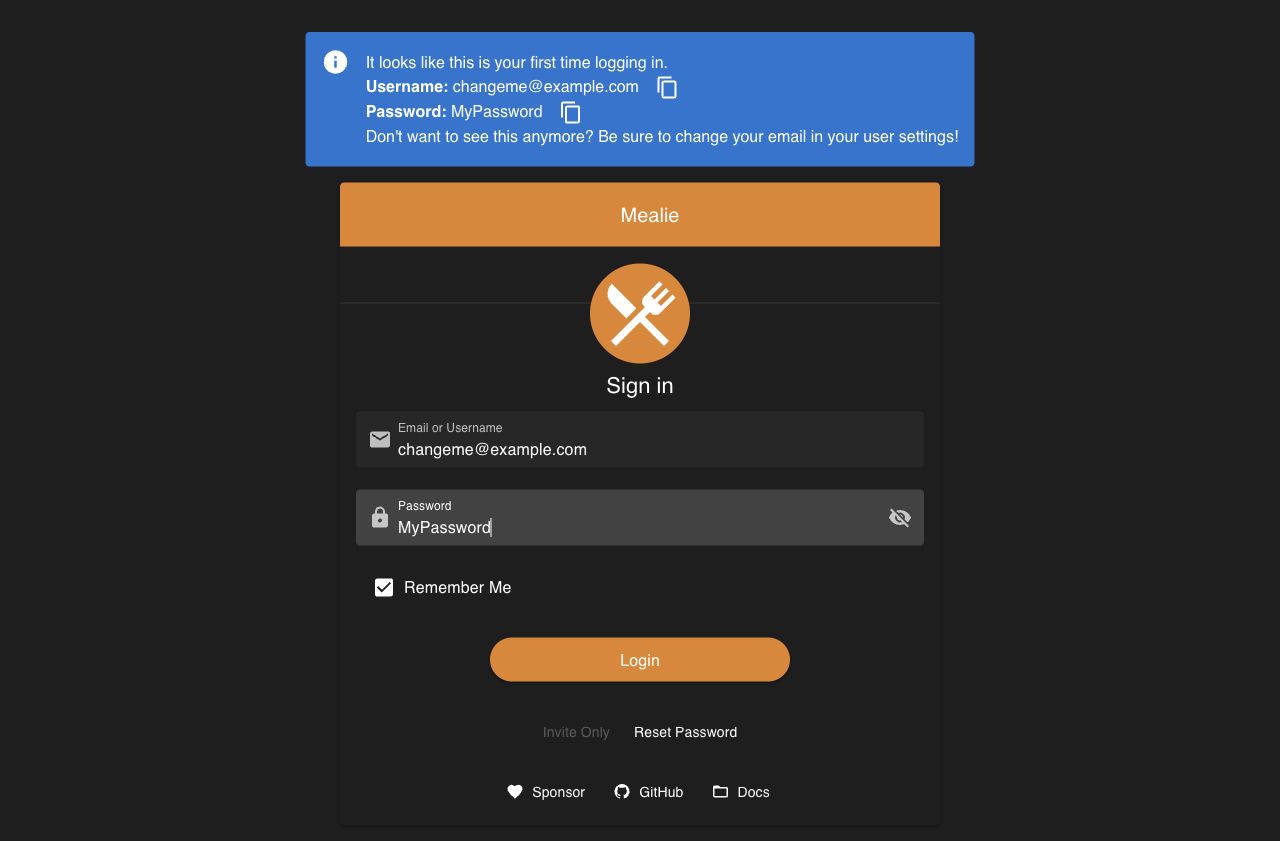 It looks like this is your first time logging in.
Username: changeme@example.com
Password: MyPassword
Don't want to see this anymore? Be sure to change your email in your user settings!
Mealie
Sign in
Email or Username
changeme@example.com
Password
MyPassword
Remember Me
Login
Invite Only Reset Password
Sponsor GitHub Docs